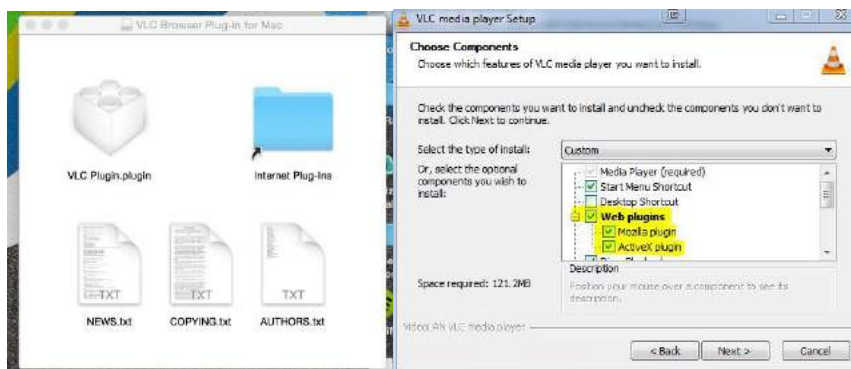 VLC Browser Plug-in for Mac
VLC Plugin.plugin
Internet Plug-Ins
TXT
TXT
TXT
NEWS.txt
COPYING.txt
AUTHORS.txt
VLC media player Setup
Choose Components
Choose which features of VLC media player you want to install.
Check the components you want to install and uncheck the components you don't want to
install. Click Next to continue.
Select the type of install:
Custom
Or, select the optional
components you wish to
install:
Media Player (required)
Start Menu Shortcut
Desktop Shortcut
Web plugins
Mozilla plugin
ActiveX plugin
Space required: 121.2MB
Description
Position your mouse over a component to see its
description.
VideoLAN VLC media player
< Back
Next >
Cancel